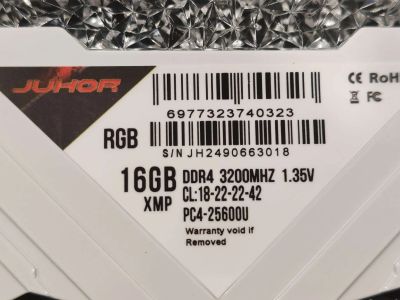 JUHOR
CE RoH
FC
6977323740323
RGB
S/N JH2490663018
16GB DDR4 3200MHZ 1.35V
XMP CL:18-22-22-42
PC4-25600U
Warranty void if
Removed